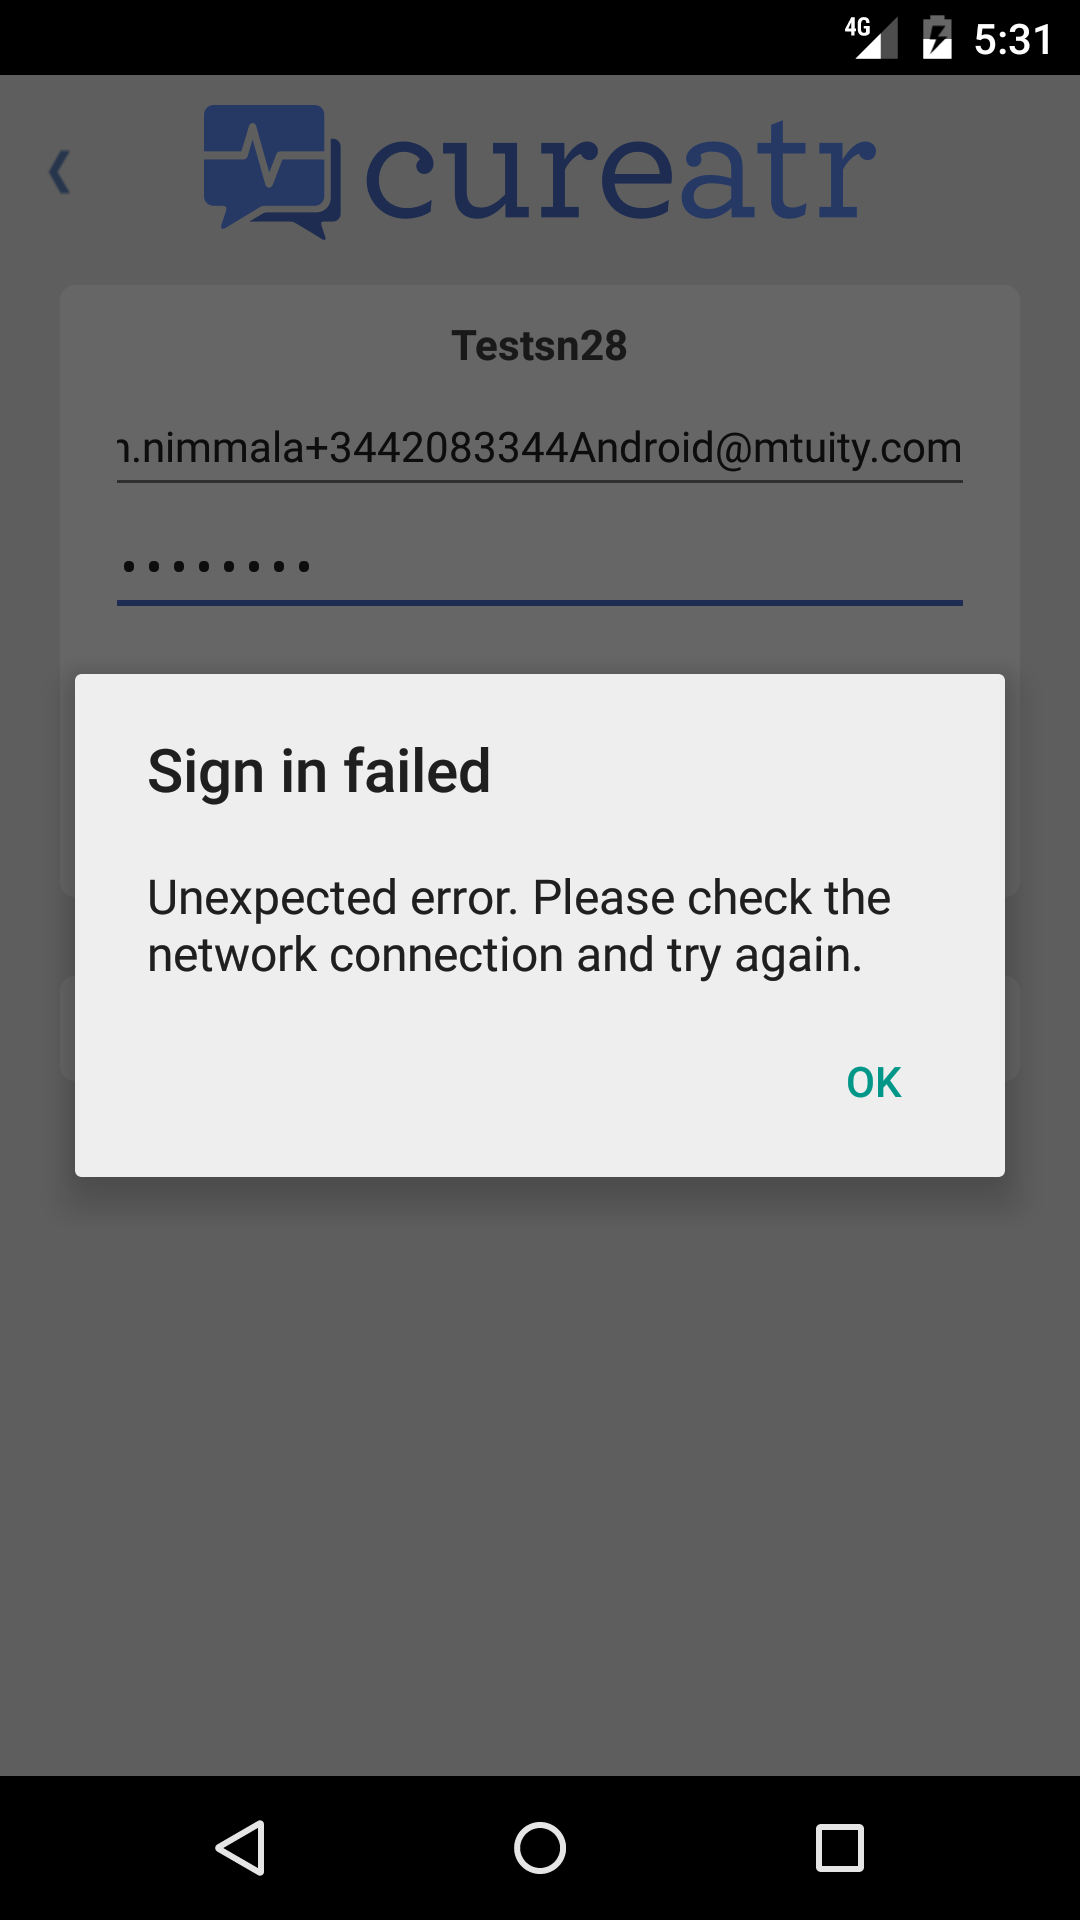 4G 5:31
cureatr
Testsn28
n.nimmala+3442083344Android@mtuity.com
Sign in failed
Unexpected error. Please check the
network connection and try again.
OK